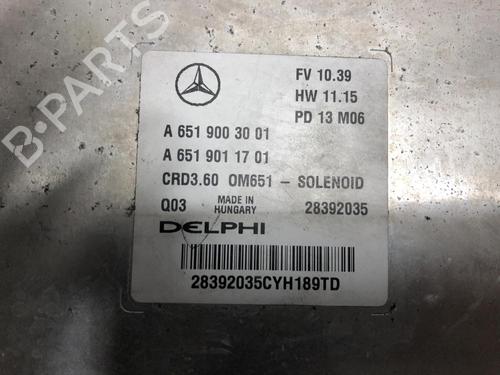 B-PARTS
FV 10.39
HW 11.15
PD 13 M06
A 651 900 30 01
A 651 901 17 01
CRD3.60 OM651 - SOLENOID
Q03 MADE IN HUNGARY 28392035
DELPHI
28392035CYH189TD